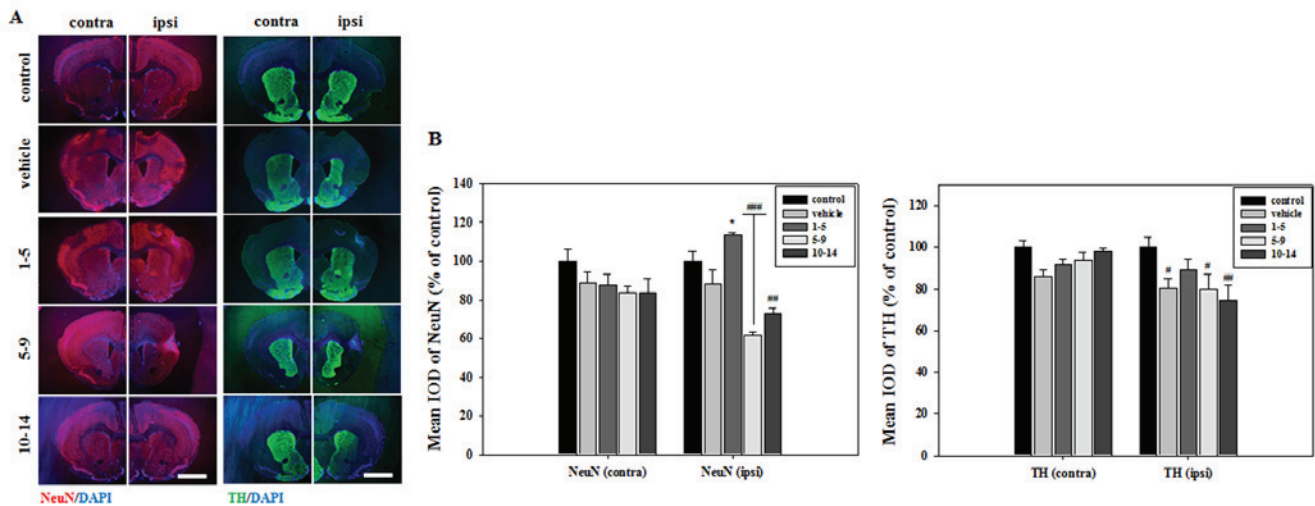 A
contra ipsi contra ipsi
control
vehicle
1-5
5-9
10-14
NeuN/DAPI TH/DAPI
B
Mean IOD of NeuN (% of control)
140
120
100
80
60
40
20
0
control
vehicle
1-5
5-9
10-14
*
###
##
NeuN (contra) NeuN (ipsi)
Mean IOD of TH (% of control)
120
100
80
60
40
20
0
control
vehicle
1-5
5-9
10-14
#
#
##
TH (contra) TH (ipsi)